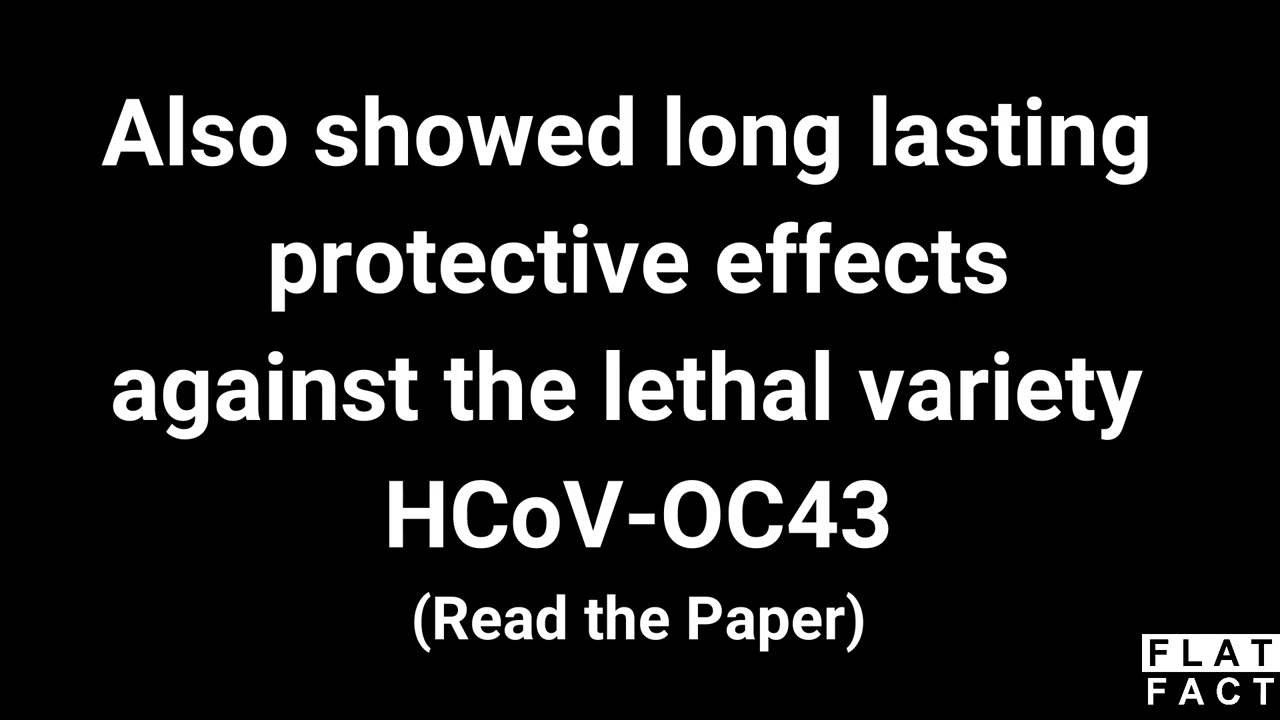 Also showed long lasting
protective effects
against the lethal variety
HCoV-OC43
(Read the Paper)
FLAT
FACT